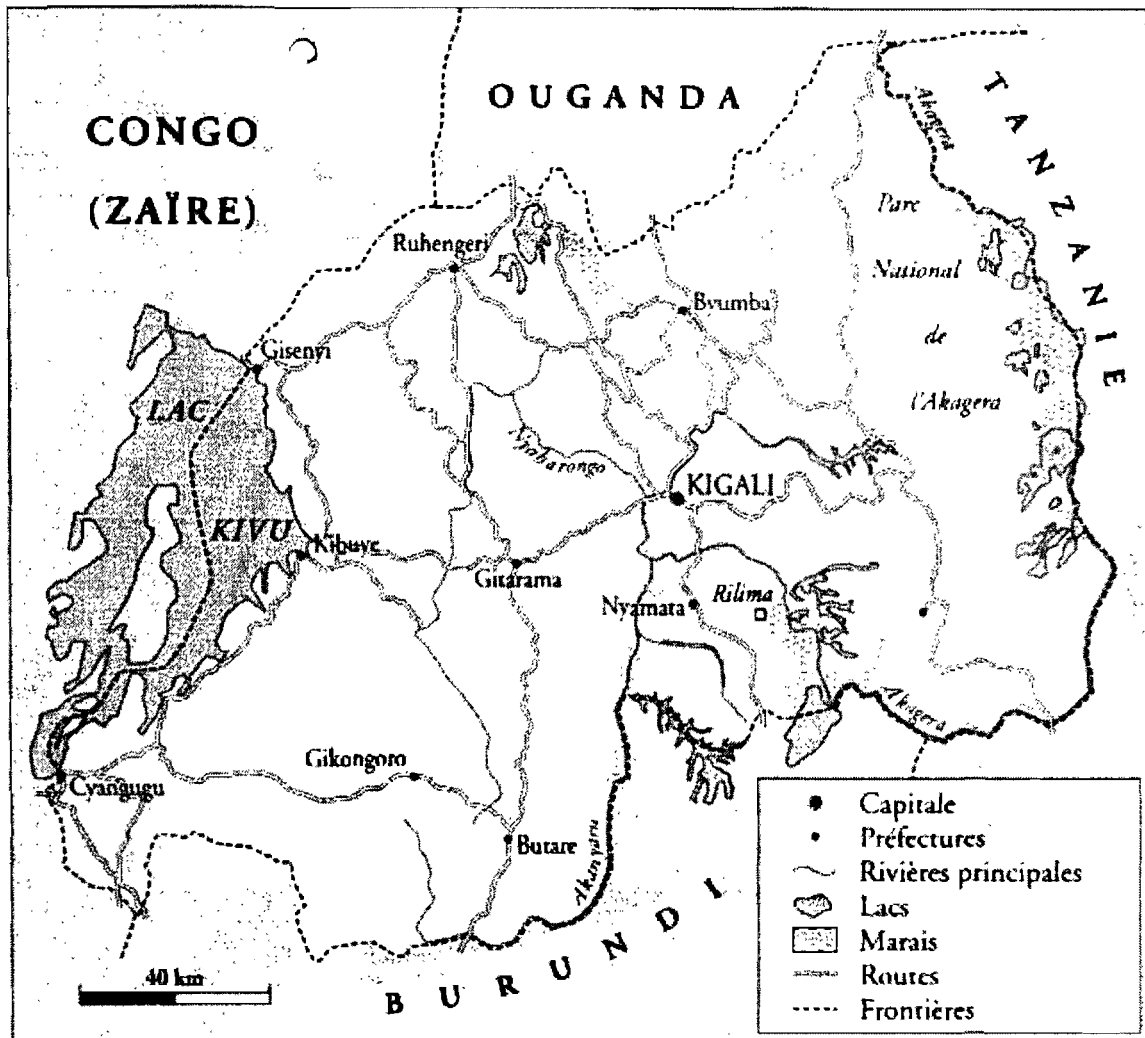 OUGANDA
CONGO
(ZAÏRE)
TANZANIE
Akagera
Parc
National
de
l'Akagera
Ruhengeri
Byumba
Gisenyi
LAC
KIVU
Nyabarongo
KIGALI
Kibuye
Gitarama
Nyamata
Rilima
Akagera
Gikongoro
Cyangugu
Butare
Akanyaru
BURUNDI
40 km
Capitale
Préfectures
Rivières principales
Lacs
Marais
Routes
Frontières